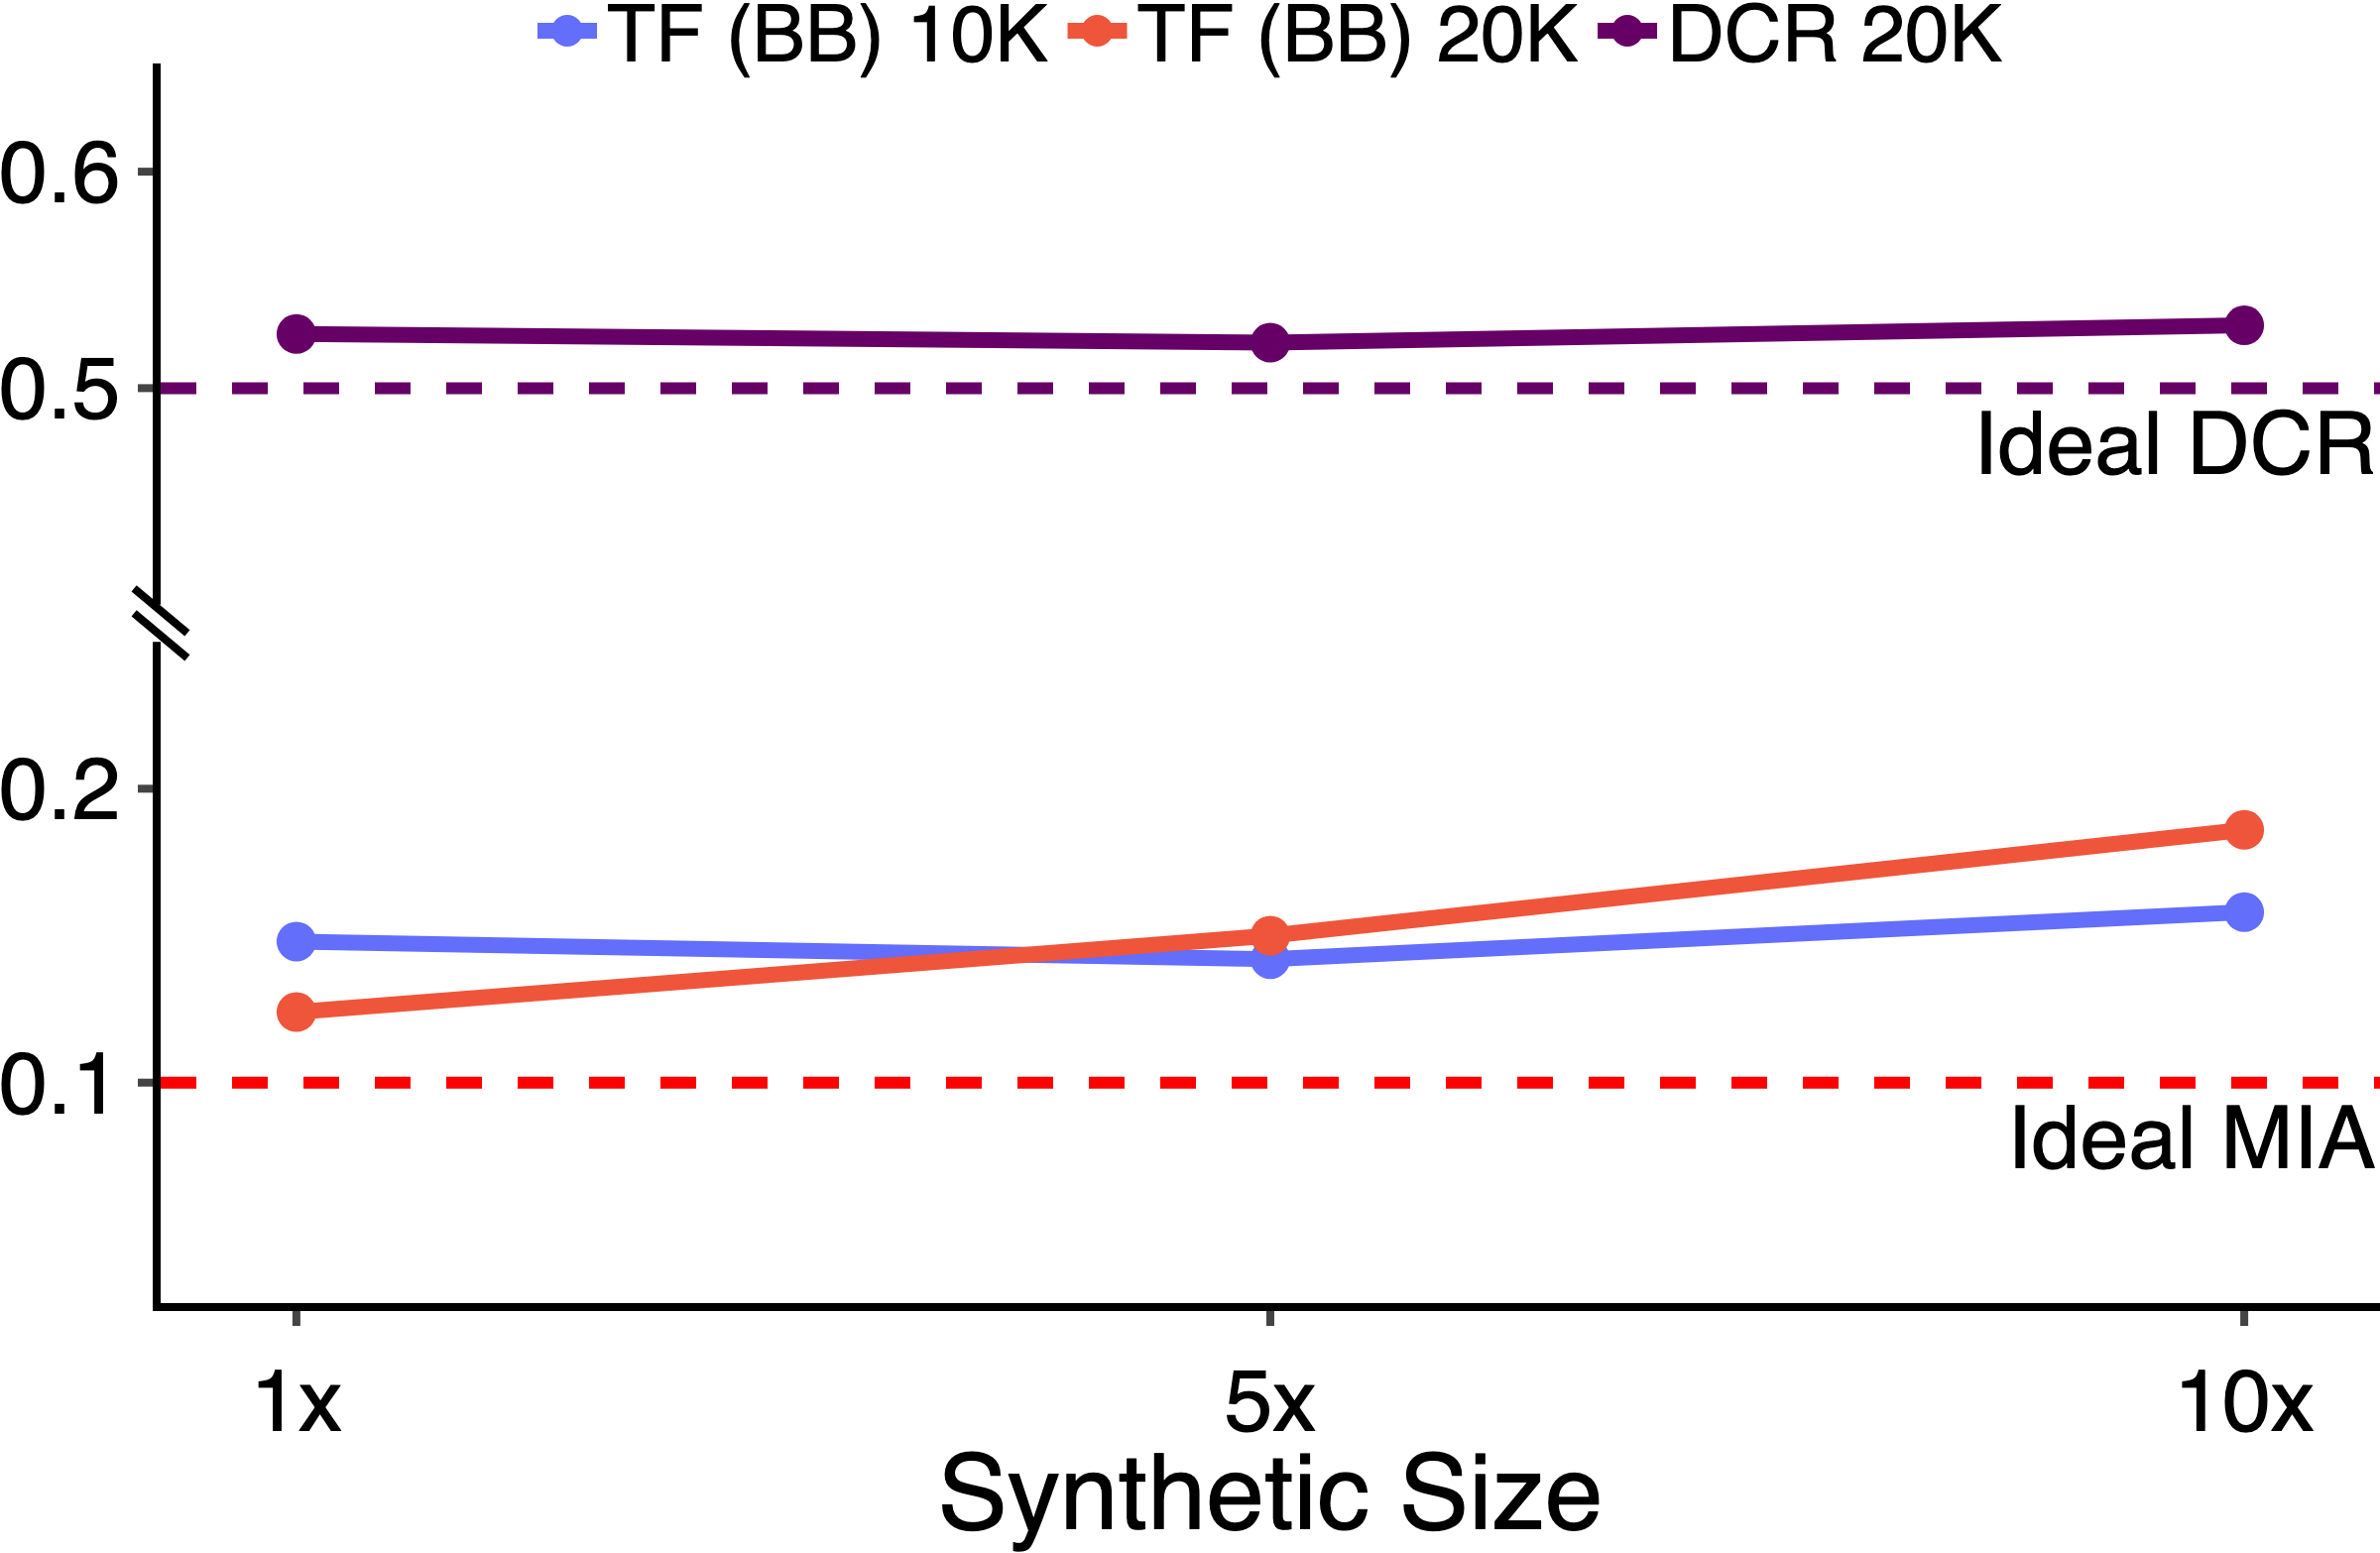 TF (BB) 10K TF (BB) 20K DCR 20K
0.6
0.5
Ideal DCR
0.2
0.1
Ideal MIA
1x 5x 10x
Synthetic Size